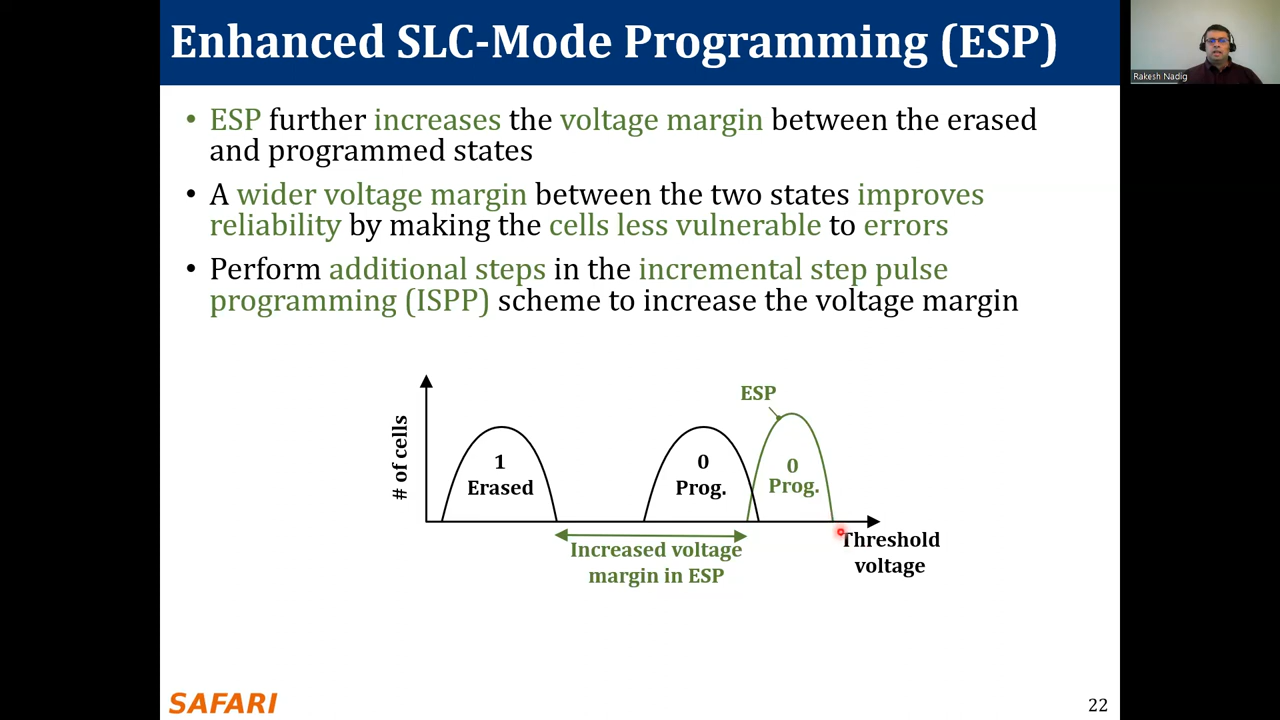 Enhanced SLC-Mode Programming (ESP)
Rakesh Nadig
• ESP further increases the voltage margin between the erased
and programmed states
• A wider voltage margin between the two states improves
reliability by making the cells less vulnerable to errors
• Perform additional steps in the incremental step pulse
programming (ISPP) scheme to increase the voltage margin
# of cells
1
Erased
0
Prog.
ESP
0
Prog.
Increased voltage
margin in ESP
Threshold
voltage
SAFARI
22